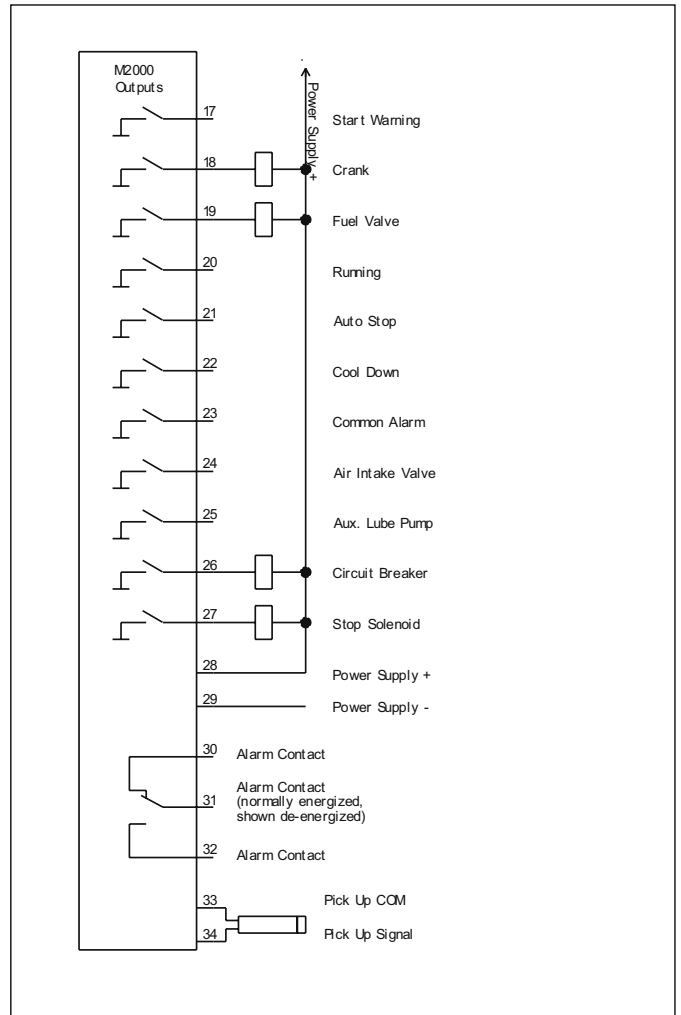 M2000
Outputs
Power Supply +
17 Start Warning
18 Crank
19 Fuel Valve
20 Running
21 Auto Stop
22 Cool Down
23 Common Alarm
24 Air Intake Valve
25 Aux. Lube Pump
26 Circuit Breaker
27 Stop Solenoid
28 Power Supply +
29 Power Supply -
30 Alarm Contact
31 Alarm Contact
(normally energized,
shown de-energized)
32 Alarm Contact
33 Pick Up COM
34 Pick Up Signal